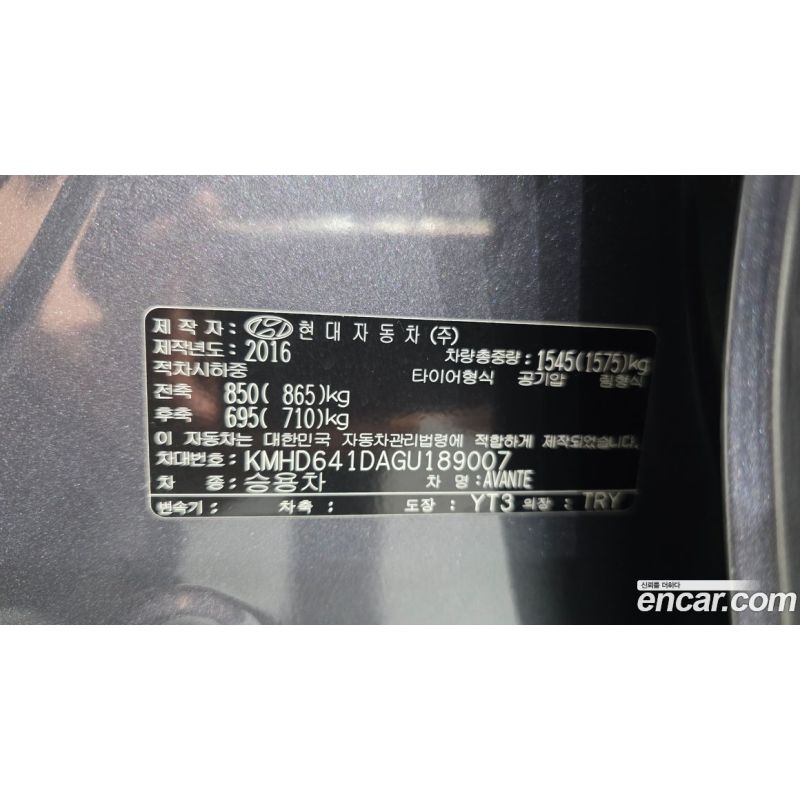 제 작 자 : 현대자동차 (주)
제작년도 : 2016 차량총중량 : 1545(1575)kg
적차시하중 타이어형식 공기압 림형식
전축 850( 865)kg
후축 695( 710)kg
이 자동차는 대한민국 자동차관리법령에 적합하게 제작되었습니다.
차대번호 : KMHD641DAGU189007
차 종 : 승용차 차 명 : AVANTE
변속기 : 차축 : 도장 : YT3 의장 : TRY
신뢰를 더하다
encar.com